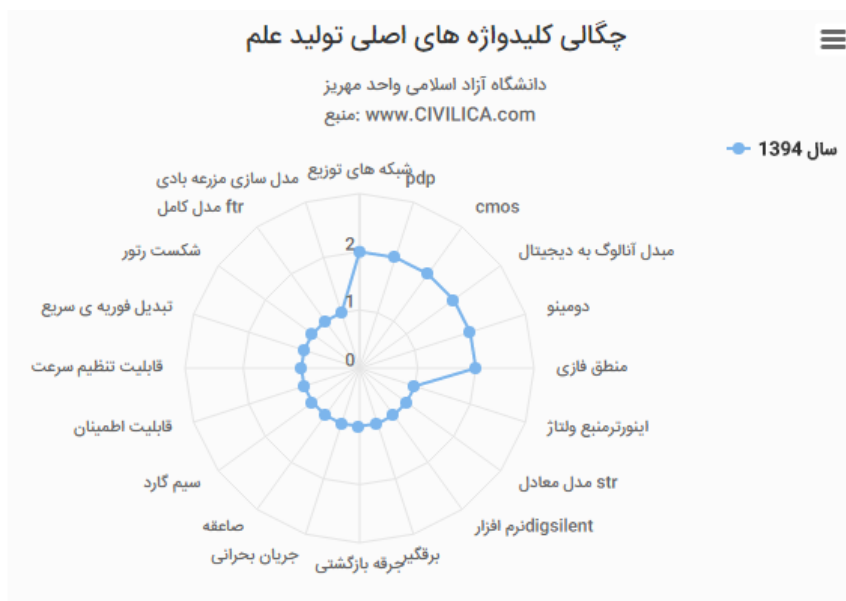 چگالی کلیدواژه های اصلی تولید علم
دانشگاه آزاد اسلامی واحد مهریز
منبع: www.CIVILICA.com
سال 1394
شبکه های توزیع
pdp
cmos
مبدل آنالوگ به دیجیتال
دومینو
منطق فازی
اینورترمنبع ولتاژ
مدل معادل str
نرم افزارdigsilent
برقگیر
جرقه بازگشتی
جریان بحرانی
صاعقه
سیم گارد
قابلیت اطمینان
قابلیت تنظیم سرعت
تبدیل فوریه ی سریع
شکست رتور
مدل کامل ftr
مدل سازی مزرعه بادی
2
1
0